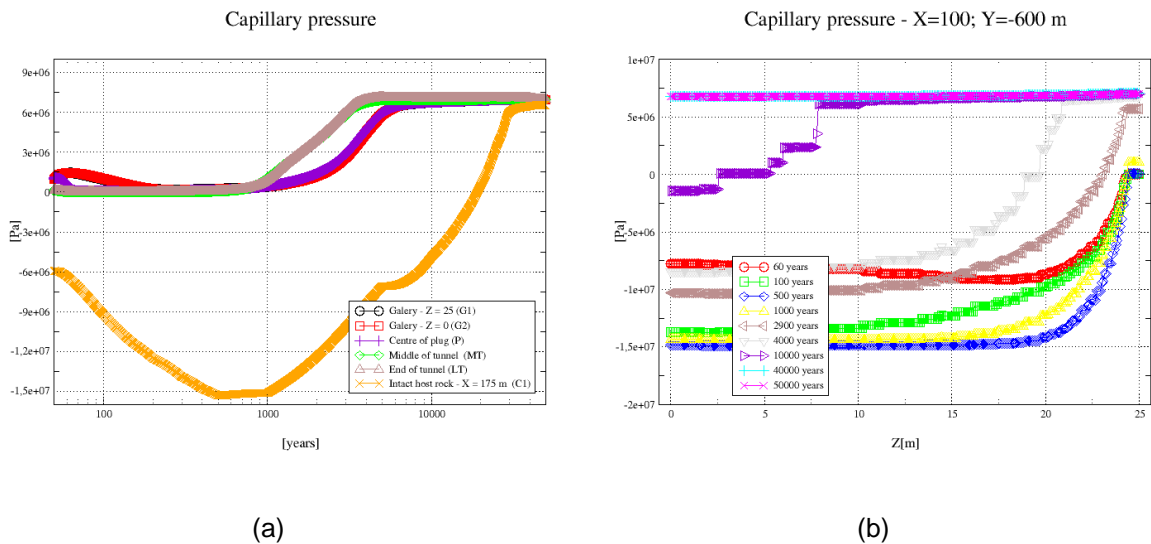 Capillary pressure
9e+06
6e+06
3e+06
0
-3e+06
-6e+06
-9e+06
-1,2e+07
-1,5e+07
[Pa]
100
1000
10000
[years]
Galery - Z = 25 (G1)
Galery - Z = 0 (G2)
Centre of plug (P)
Middle of tunnel (MT)
End of tunnel (LT)
Intact host rock - X = 175 m (C1)
(a)
Capillary pressure - X=100; Y=-600 m
1e+07
5e+06
0
-5e+06
-1e+07
-1,5e+07
-2e+07
[Pa]
0
5
10
15
20
25
Z[m]
60 years
100 years
500 years
1000 years
2900 years
4000 years
10000 years
40000 years
50000 years
(b)